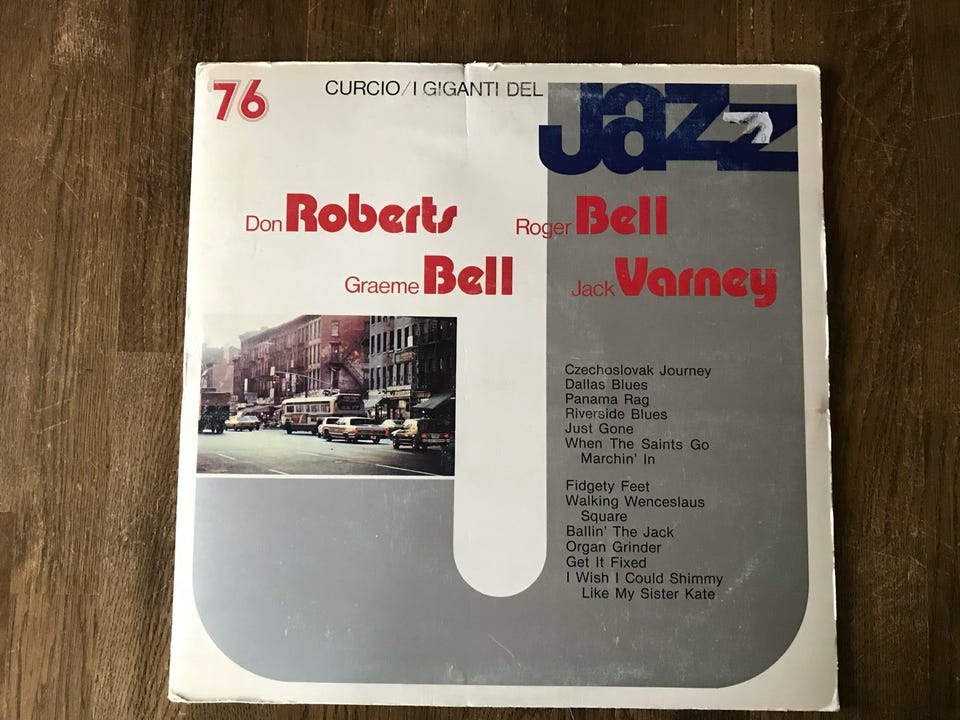 76
CURCIO/I GIGANTI DEL Jazz
Don Roberts Roger Bell
Graeme Bell Jack Varney
Czechoslovak Journey
Dallas Blues
Panama Rag
Riverside Blues
Just Gone
When The Saints Go
Marchin' In
Fidgety Feet
Walking Wenceslaus
Square
Ballin' The Jack
Organ Grinder
Get It Fixed
I Wish I Could Shimmy
Like My Sister Kate